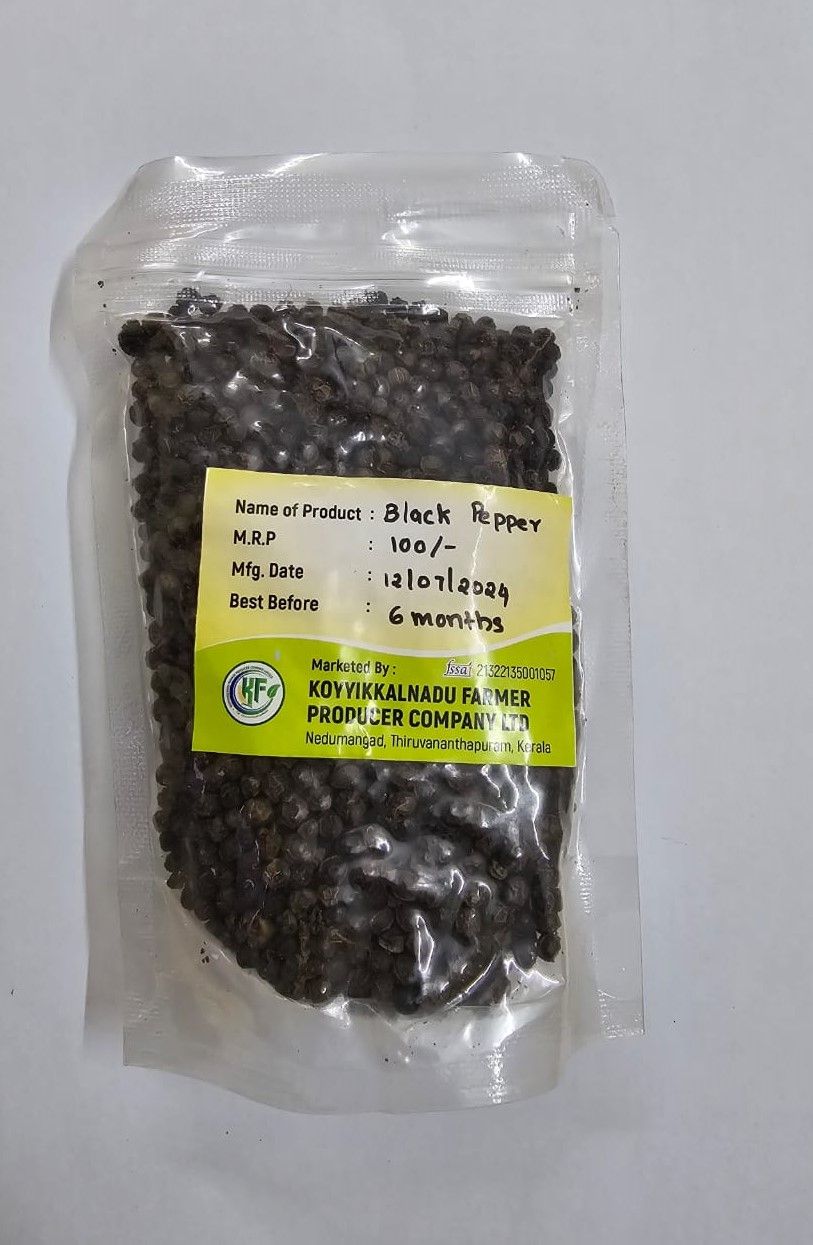 Name of Product : Black Pepper
M.R.P : 100/-
Mfg. Date : 12/07/2024
Best Before : 6 months
Marketed By : fssai 21322135001057
KF
KOYYIKKALNADU FARMER
PRODUCER COMPANY LTD
Nedumangad, Thiruvananthapuram, Kerala